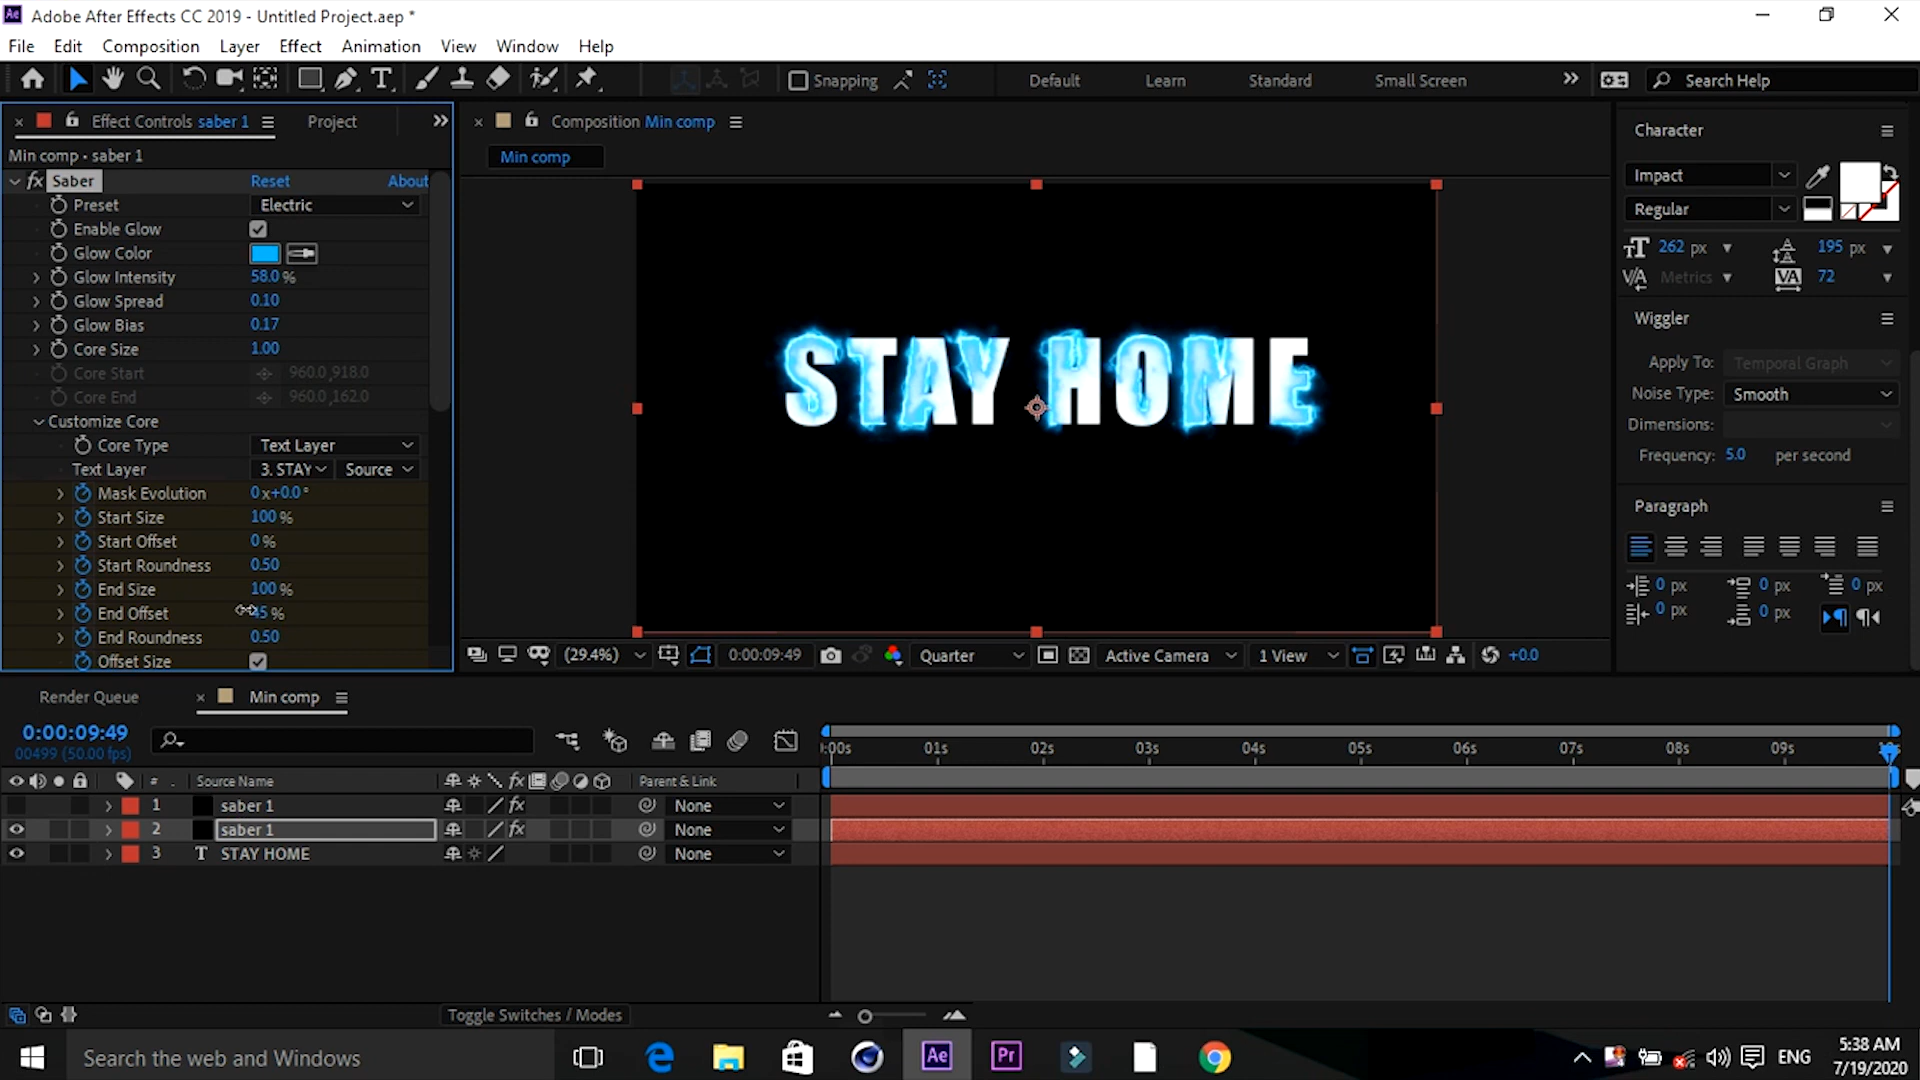 Ae Adobe After Effects CC 2019 - Untitled Project.aep *
File Edit Composition Layer Effect Animation View Window Help
Snapping Default Learn Standard Small Screen Search Help
Effect Controls saber 1 Project
Composition Min comp
Character
Min comp • saber 1
Min comp
fx Saber Reset About
Impact
Preset Electric
Regular
Enable Glow
Glow Color
262 px 195 px
Glow Intensity 58.0 %
Metrics 72
Glow Spread 0.10
Glow Bias 0.17
Wiggler
Core Size 1.00
Apply To: Temporal Graph
Core Start 960.0,918.0
Noise Type: Smooth
Core End 960.0,162.0
Dimensions:
Customize Core
Core Type Text Layer
Frequency: 5.0 per second
Text Layer 3. STAY Source
STAY HOME
Mask Evolution 0x+0.0°
Paragraph
Start Size 100 %
Start Offset 0 %
Start Roundness 0.50
End Size 100 %
0 px 0 px 0 px
End Offset %
0 px 0 px
End Roundness 0.50
Offset Size
(29.4%) 0:00:09:49 Quarter Active Camera 1 View +0.0
Render Queue Min comp
0:00:09:49
00499 (50.00 fps)
:00s 01s 02s 03s 04s 05s 06s 07s 08s 09s
# . Source Name fx Parent & Link
1 saber 1 fx None
2 saber 1 fx None
3 T STAY HOME None
Toggle Switches / Modes
Search the web and Windows Ae Pr ENG
5:38 AM
7/19/2020